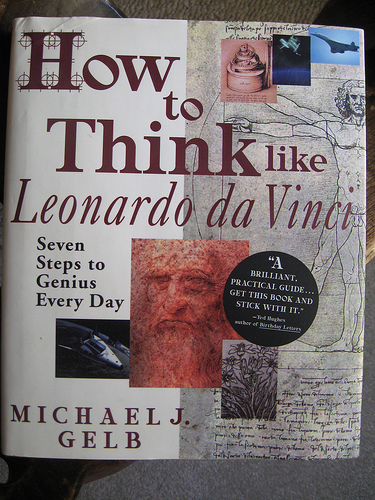 How
to
Think like
Leonardo da Vinci
Seven
Steps to
Genius
Every Day
"A
BRILLIANT,
PRACTICAL GUIDE...
GET THIS BOOK AND
STICK WITH IT."
—Ted Hughes
author of Birthday Letters
MICHAEL J.
GELB